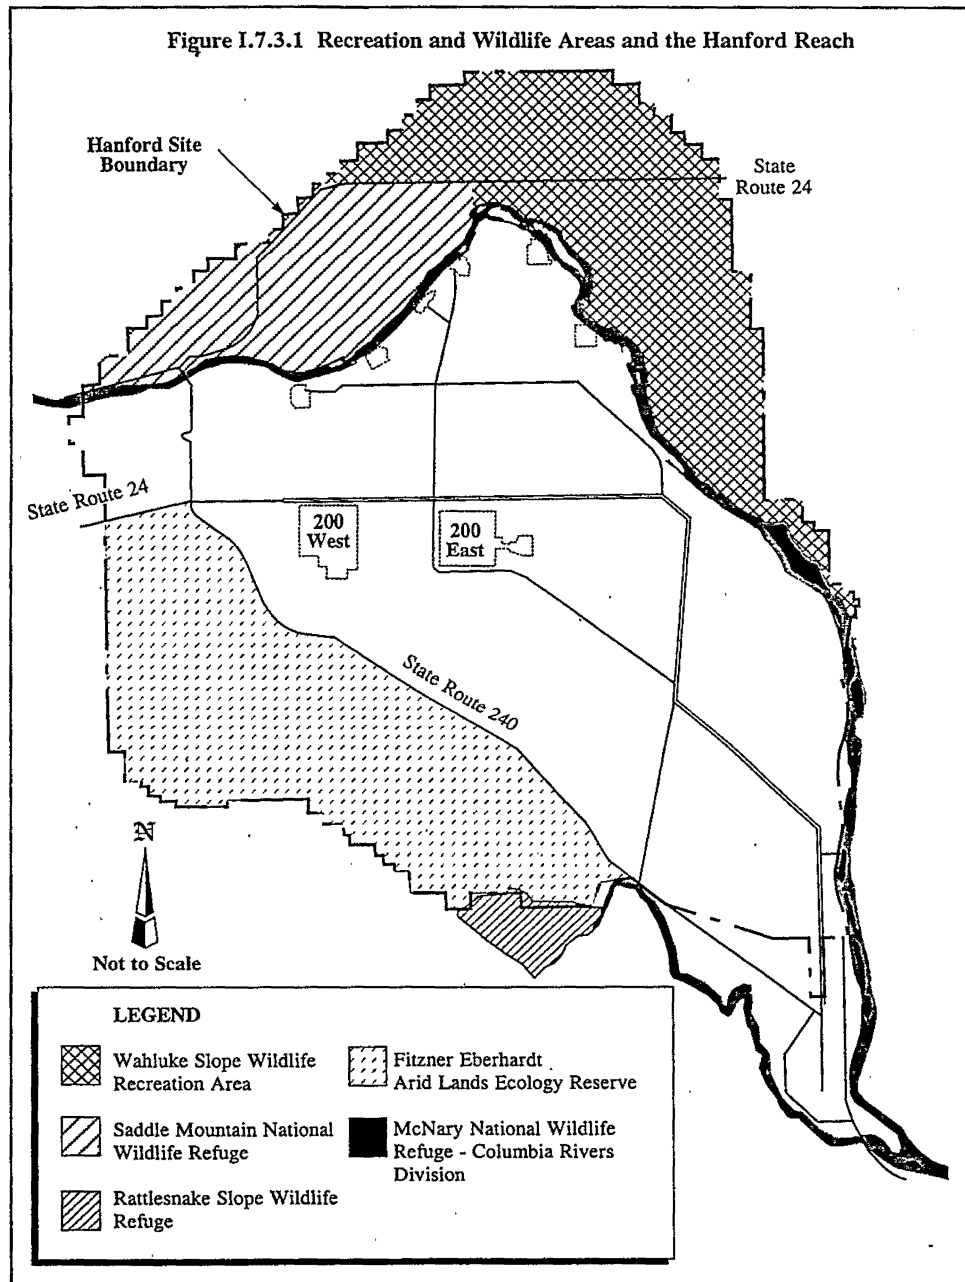 Figure I.7.3.1 Recreation and Wildlife Areas and the Hanford Reach
Hanford Site
Boundary
State
Route 24
State Route 24
200
West
200
East
State Route 240
N
Not to Scale
LEGEND
Wahluke Slope Wildlife
Recreation Area
Saddle Mountain National
Wildlife Refuge
Rattlesnake Slope Wildlife
Refuge
Fitzner Eberhardt
Arid Lands Ecology Reserve
McNary National Wildlife
Refuge - Columbia Rivers
Division